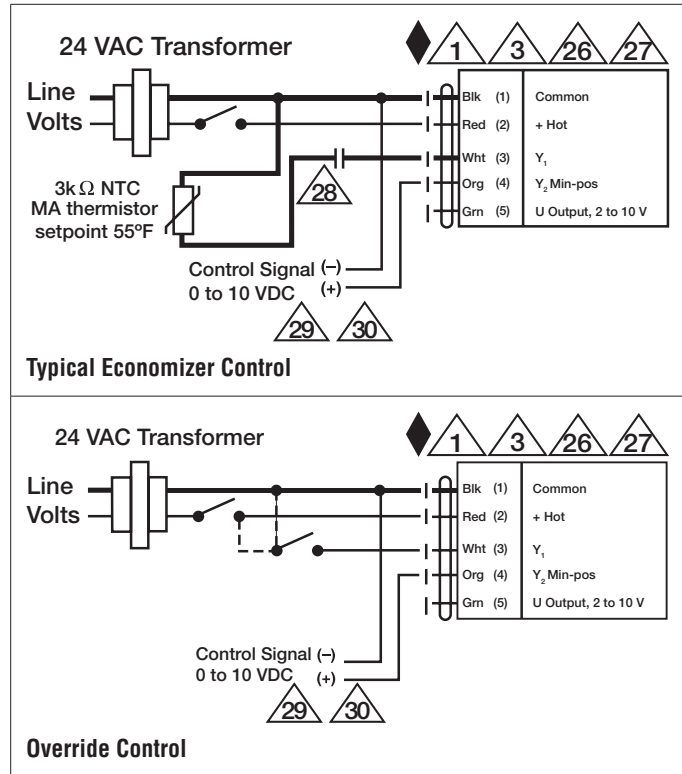 24 VAC Transformer
1 3 26 27
Line
Volts
Blk (1) Common
Red (2) + Hot
Wht (3) Y₁
Org (4) Y₂ Min-pos
Grn (5) U Output, 2 to 10 V
28
3k Ω NTC
MA thermistor
setpoint 55ºF
Control Signal (–)
0 to 10 VDC (+)
29 30
Typical Economizer Control
24 VAC Transformer
1 3 26 27
Line
Volts
Blk (1) Common
Red (2) + Hot
Wht (3) Y₁
Org (4) Y₂ Min-pos
Grn (5) U Output, 2 to 10 V
Control Signal (–)
0 to 10 VDC (+)
29 30
Override Control